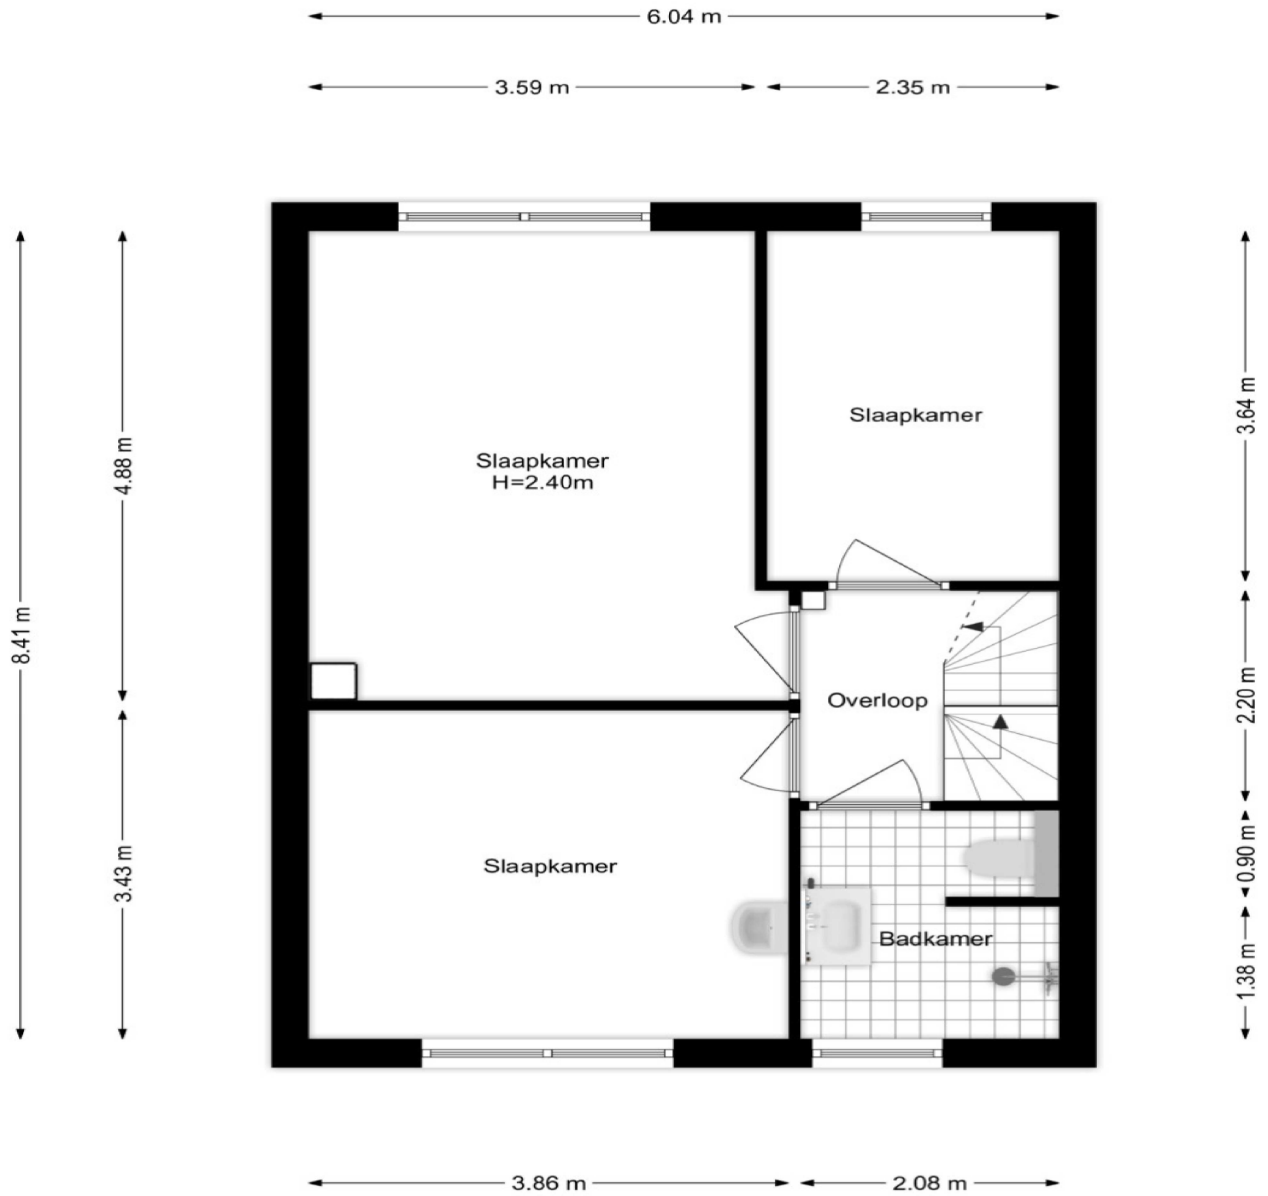 6.04 m
3.59 m
2.35 m
Slaapkamer
3.64 m
Slaapkamer
H=2.40m
4.88 m
8.41 m
Overloop
2.20 m
Slaapkamer
3.43 m
0.90 m
Badkamer
1.38 m
3.86 m
2.08 m